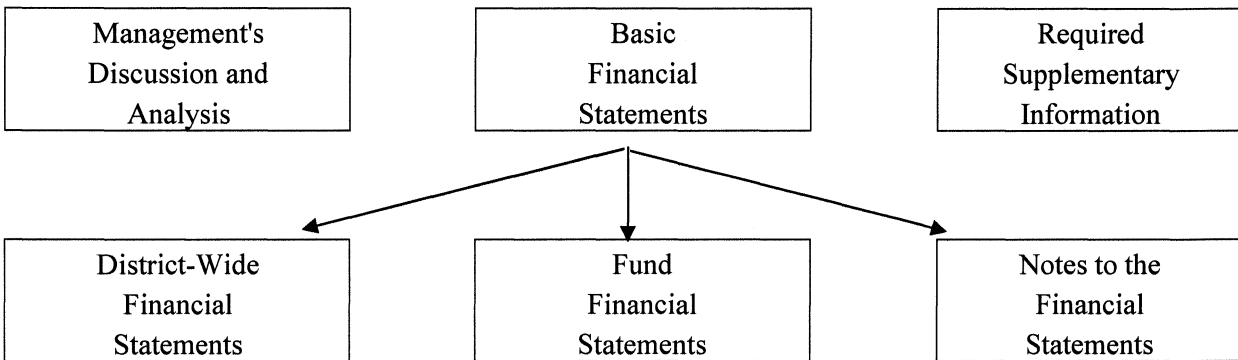 Management's
Discussion and
Analysis
Basic
Financial
Statements
Required
Supplementary
Information
District-Wide
Financial
Statements
Fund
Financial
Statements
Notes to the
Financial
Statements